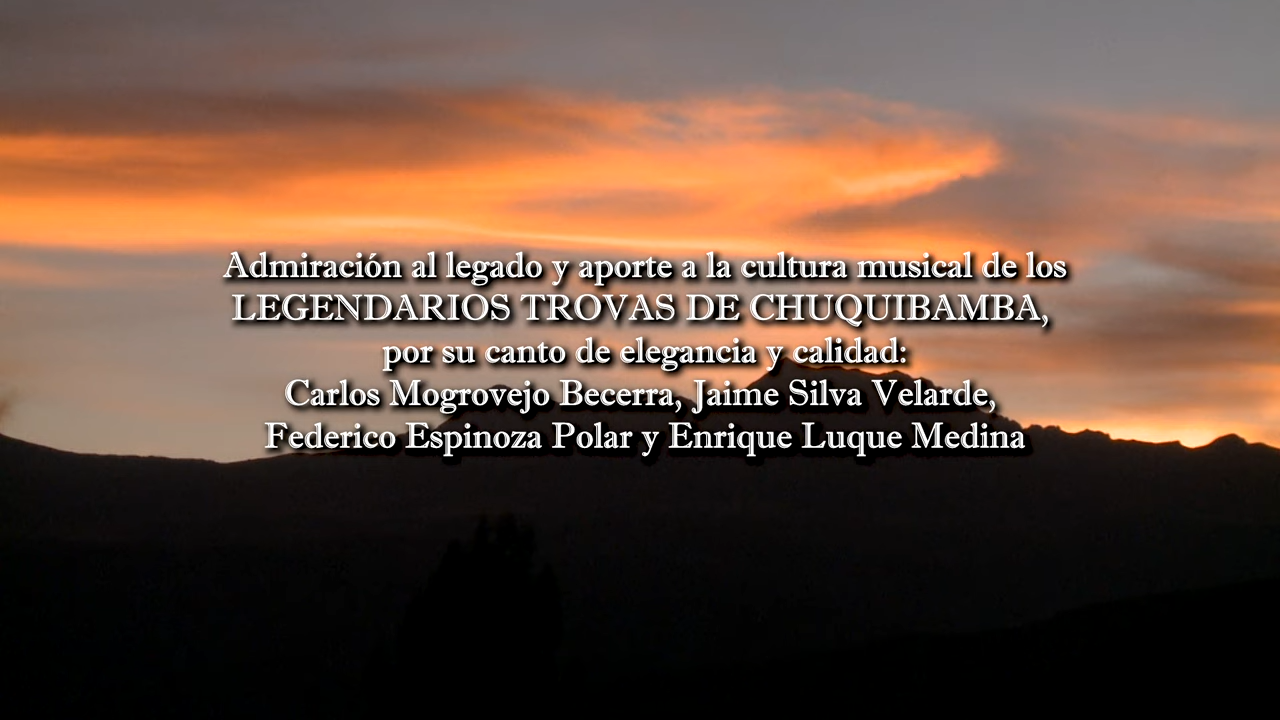 Admiración al legado y aporte a la cultura musical de los
LEGENDARIOS TROVAS DE CHUQUIBAMBA,
por su canto de elegancia y calidad:
Carlos Mogrovejo Becerra, Jaime Silva Velarde,
Federico Espinoza Polar y Enrique Luque Medina